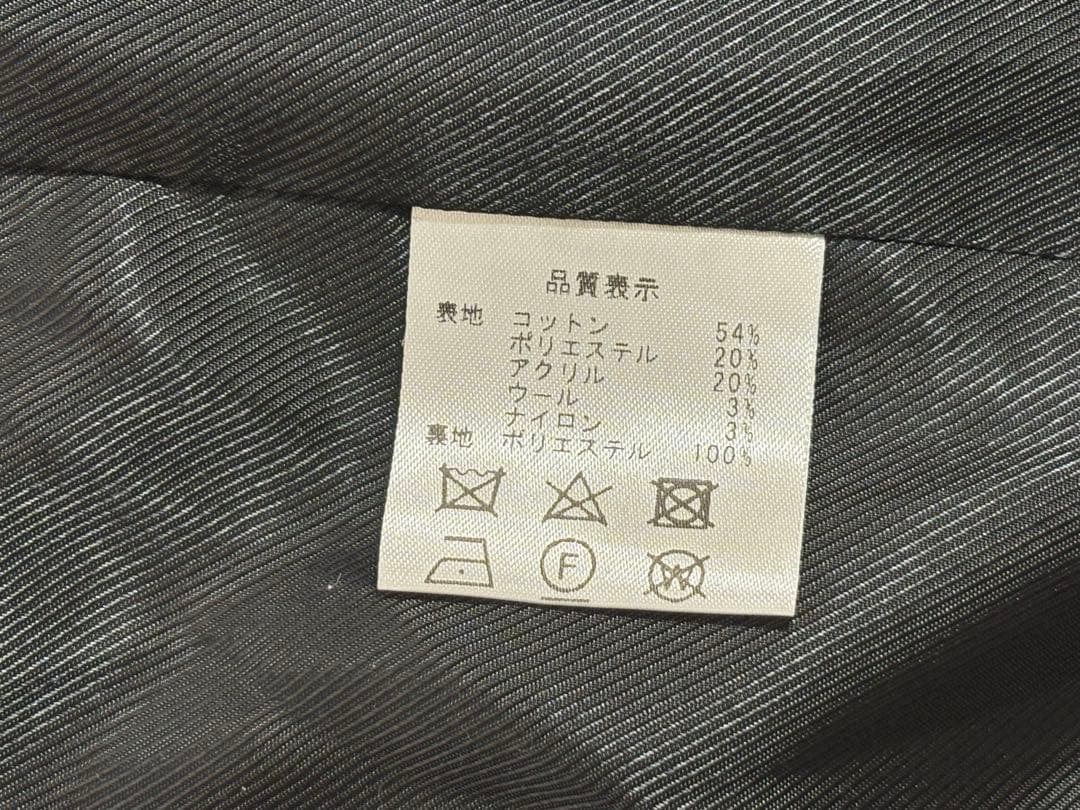 品質表示
表地 コットン 54%
ポリエステル 20%
アクリル 20%
ウール 3%
ナイロン 3%
裏地 ポリエステル 100%
F W